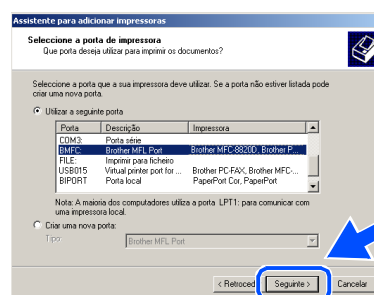 Assistente para adicionar impressoras
Seleccione a porta de impressora
Que porta deseja utilizar para imprimir os documentos?
Seleccione a porta que a sua impressora deve utilizar. Se a porta não estiver listada pode
criar uma nova porta.
Utilizar a seguinte porta
Porta Descrição Impressora
COM3: Porta série
BMFC: Brother MFL Port Brother MFC-8820D, Brother P...
FILE: Imprimir para ficheiro
USB015 Virtual printer port for ... Brother PC-FAX, Brother MFC-...
BIPORT Porta local PaperPort Cor, PaperPort
Nota: A maioria dos computadores utiliza a porta LPT1: para comunicar com
uma impressora local.
Criar uma nova porta:
Tipo: Brother MFL Port
< Retroced Seguinte > Cancelar